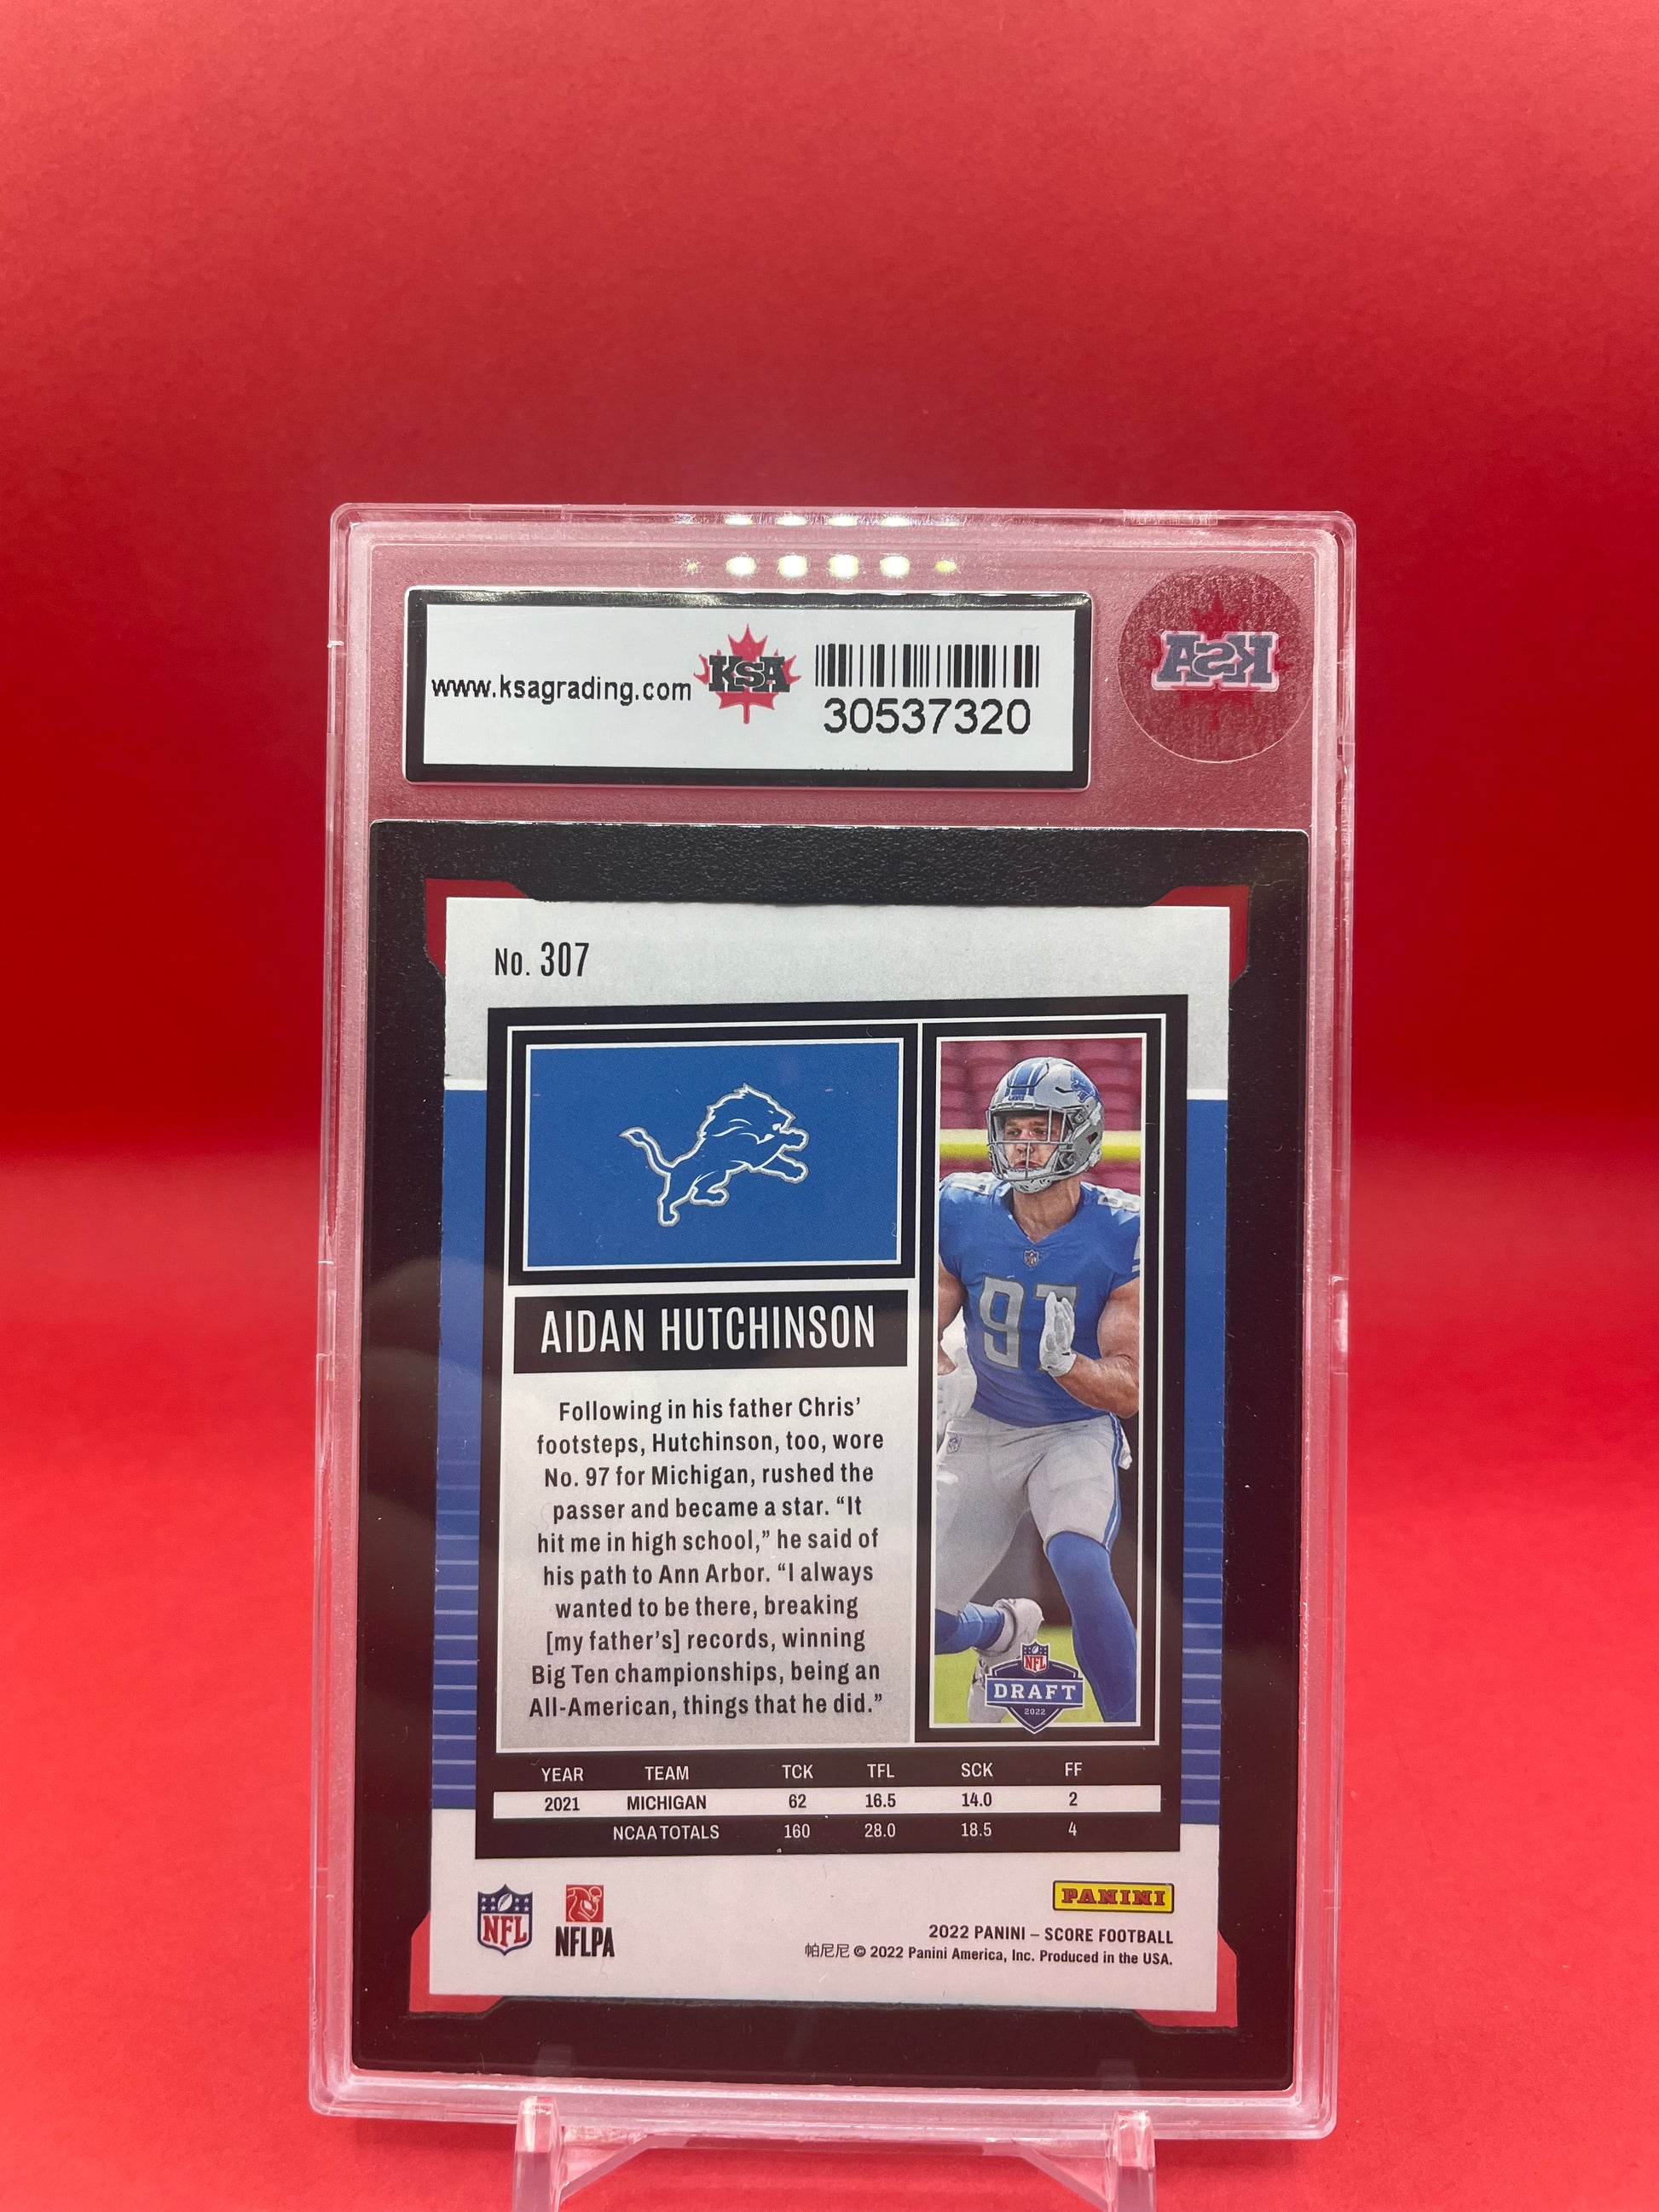 www.ksagrading.com
KSA
30537320
KSA
No. 307
AIDAN HUTCHINSON
97
Following in his father Chris’
footsteps, Hutchinson, too, wore
No. 97 for Michigan, rushed the
passer and became a star. “It
hit me in high school,” he said of
his path to Ann Arbor. “I always
wanted to be there, breaking
[my father’s] records, winning
Big Ten championships, being an
All-American, things that he did.”
NFL
DRAFT
2022
YEAR TEAM TCK TFL SCK FF
2021 MICHIGAN 62 16.5 14.0 2
NCAA TOTALS 160 28.0 18.5 4
NFL
NFLPA
PANINI
2022 PANINI – SCORE FOOTBALL
帕尼尼 © 2022 Panini America, Inc. Produced in the USA.